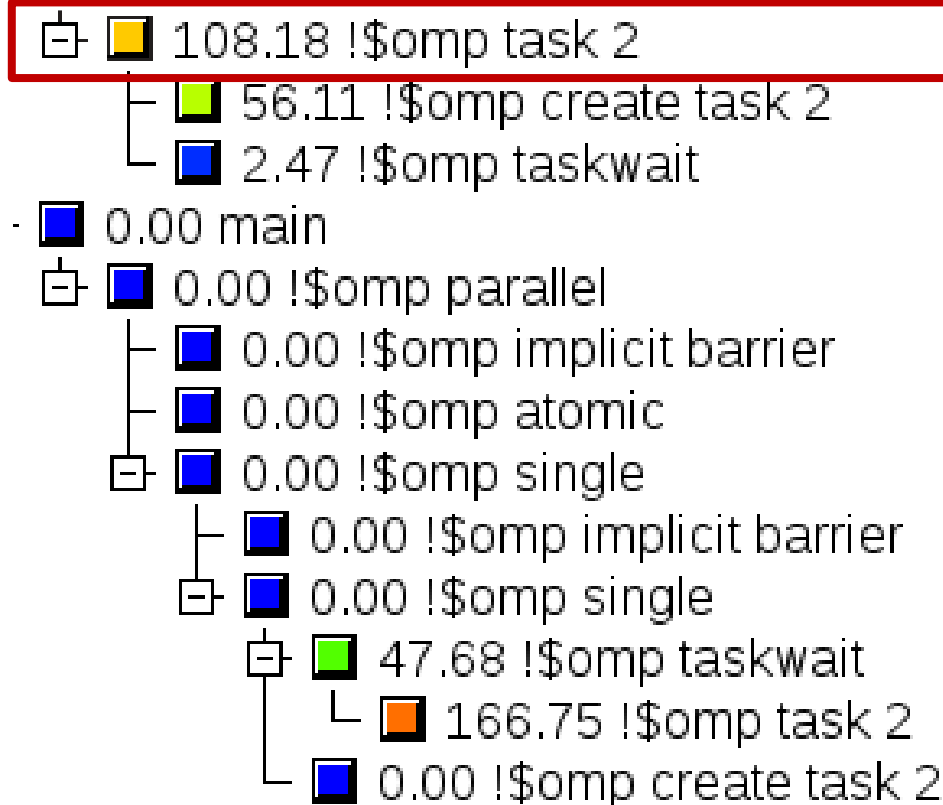 108.18 !$omp task 2
56.11 !$omp create task 2
2.47 !$omp taskwait
0.00 main
0.00 !$omp parallel
0.00 !$omp implicit barrier
0.00 !$omp atomic
0.00 !$omp single
0.00 !$omp implicit barrier
0.00 !$omp single
47.68 !$omp taskwait
166.75 !$omp task 2
0.00 !$omp create task 2